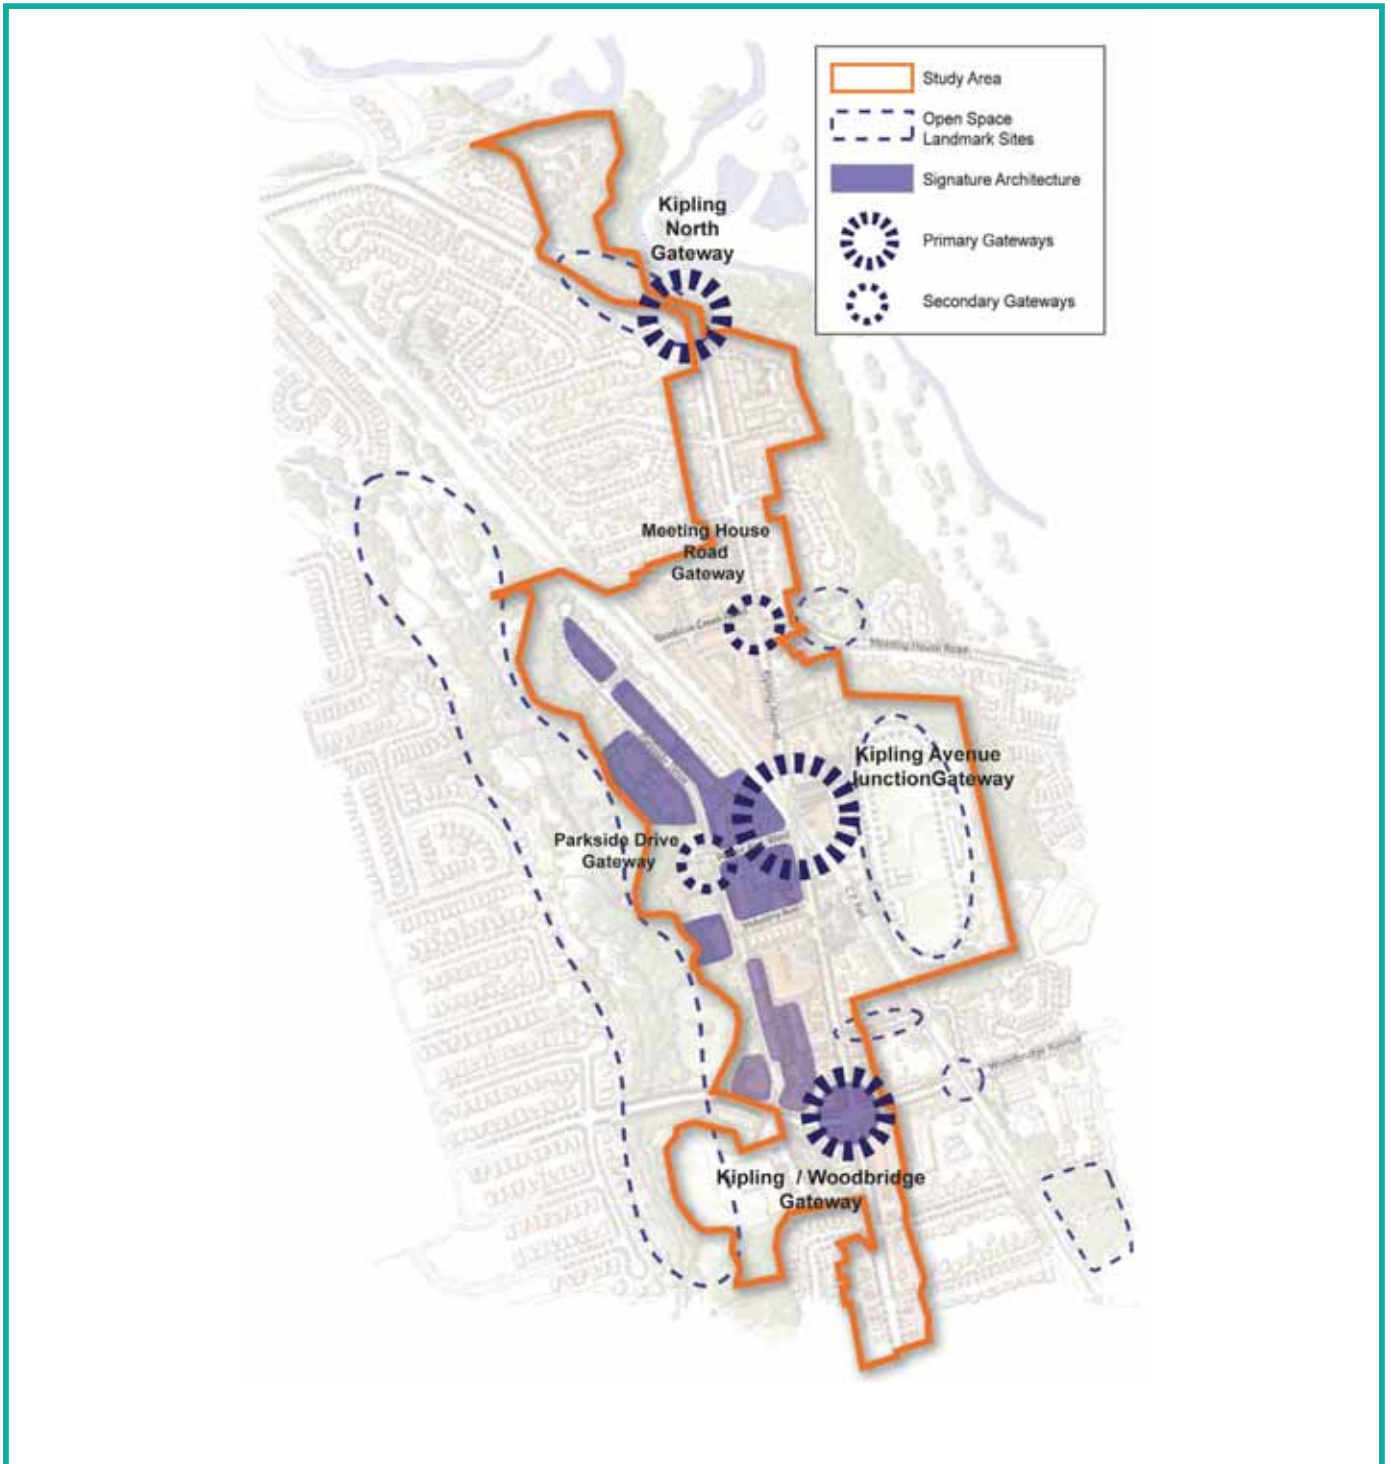 Study Area
Open Space
Landmark Sites
Signature Architecture
Primary Gateways
Secondary Gateways
Kipling
North
Gateway
Meeting House
Road
Gateway
Meeting House Road
Kipling Avenue
JunctionGateway
Parkside Drive
Gateway
Woodbridge Avenue
Kipling / Woodbridge
Gateway